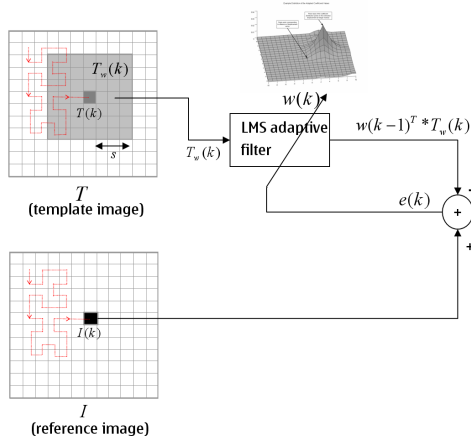 T_w(k)
T(k)
s
T
(template image)
T_w(k)
w(k)
LMS adaptive
filter
w(k-1)^T *T_w(k)
-
e(k)
+
+
I(k)
I
(reference image)